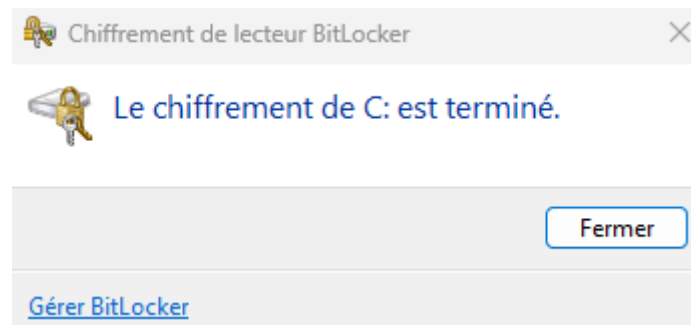 Chiffrement de lecteur BitLocker
Le chiffrement de C: est terminé.
Fermer
Gérer BitLocker